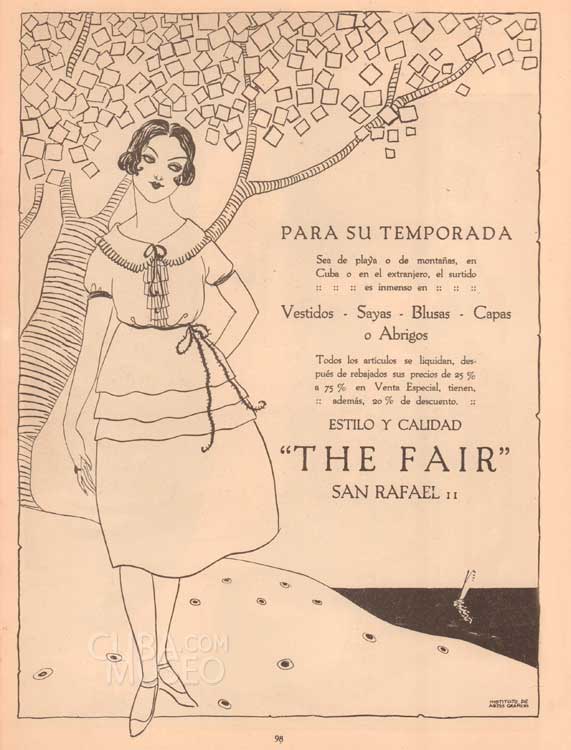 PARA SU TEMPORADA
Sea de playa o de montañas, en
Cuba o en el extranjero, el surtido
:: :: :: es inmenso en :: :: ::
Vestidos - Sayas - Blusas - Capas
o Abrigos
Todos los artículos se liquidan, des-
pués de rebajados sus precios de 25 %
a 75 % en Venta Especial, tienen,
:: además, 20 % de descuento. ::
ESTILO Y CALIDAD
"THE FAIR"
SAN RAFAEL 11
CUBA.COM
MUSEO
INSTITUTO DE
ARTES GRAFICAS
98